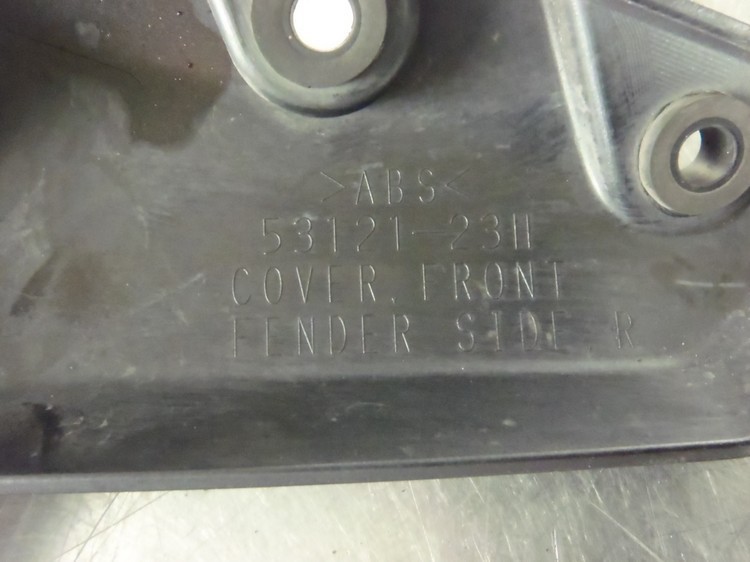 >ABS<
53121-23H
COVER, FRONT
FENDER SIDE, R